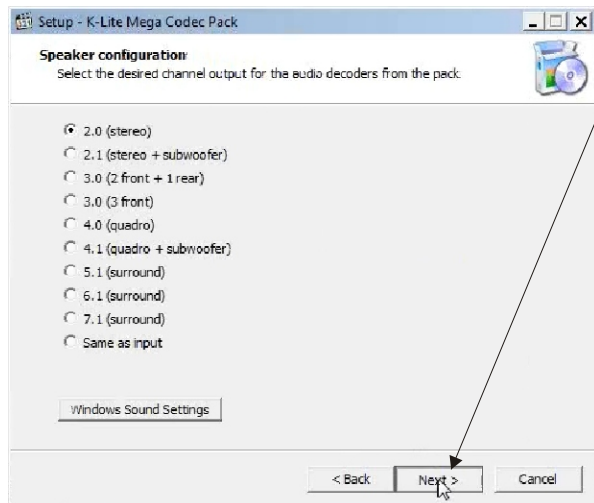 Setup - K-Lite Mega Codec Pack
Speaker configuration
Select the desired channel output for the audio decoders from the pack.
2.0 (stereo)
2.1 (stereo + subwoofer)
3.0 (2 front + 1 rear)
3.0 (3 front)
4.0 (quadro)
4.1 (quadro + subwoofer)
5.1 (surround)
6.1 (surround)
7.1 (surround)
Same as input
Windows Sound Settings
< Back Next > Cancel